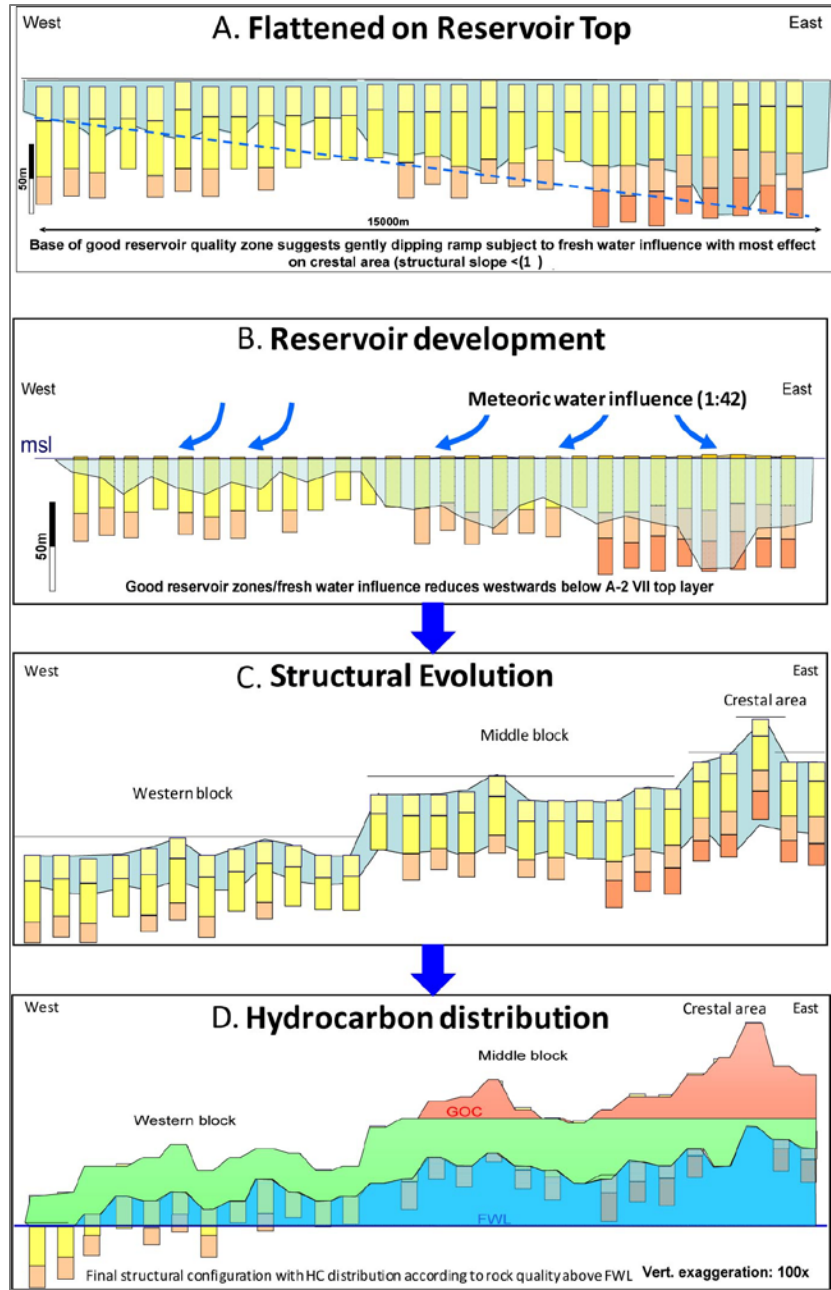 West
A. Flattened on Reservoir Top
East
50m
15000m
Base of good reservoir quality zone suggests gently dipping ramp subject to fresh water influence with most effect
on crestal area (structural slope <(1 )
B. Reservoir development
West
East
Meteoric water influence (1:42)
msl
50m
Good reservoir zones/fresh water influence reduces westwards below A-2 VII top layer
West
C. Structural Evolution
East
Crestal area
Middle block
Western block
West
D. Hydrocarbon distribution
Crestal area
East
Middle block
GOC
Western block
FWL
Final structural configuration with HC distribution according to rock quality above FWL
Vert. exaggeration: 100x